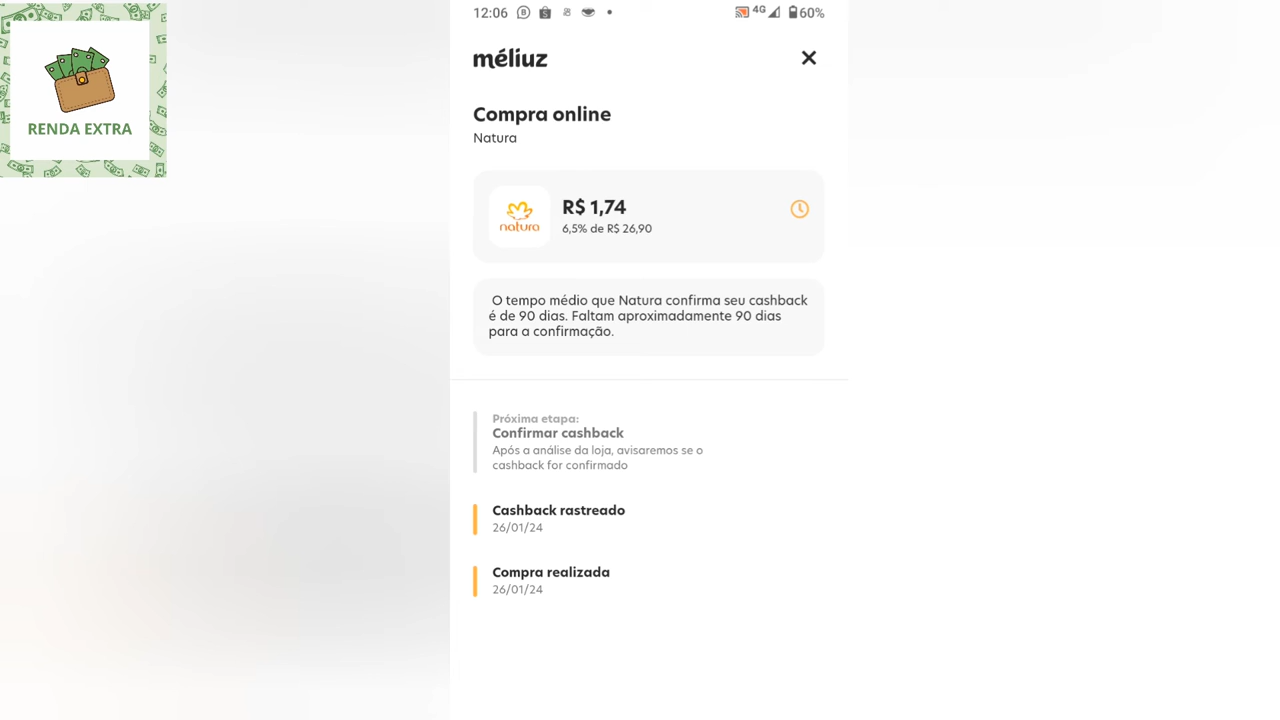 RENDA EXTRA
12:06
4G
60%
méliuz
Compra online
Natura
natura
R$ 1,74
6,5% de R$ 26,90
O tempo médio que Natura confirma seu cashback
é de 90 dias. Faltam aproximadamente 90 dias
para a confirmação.
Próxima etapa:
Confirmar cashback
Após a análise da loja, avisaremos se o
cashback for confirmado
Cashback rastreado
26/01/24
Compra realizada
26/01/24